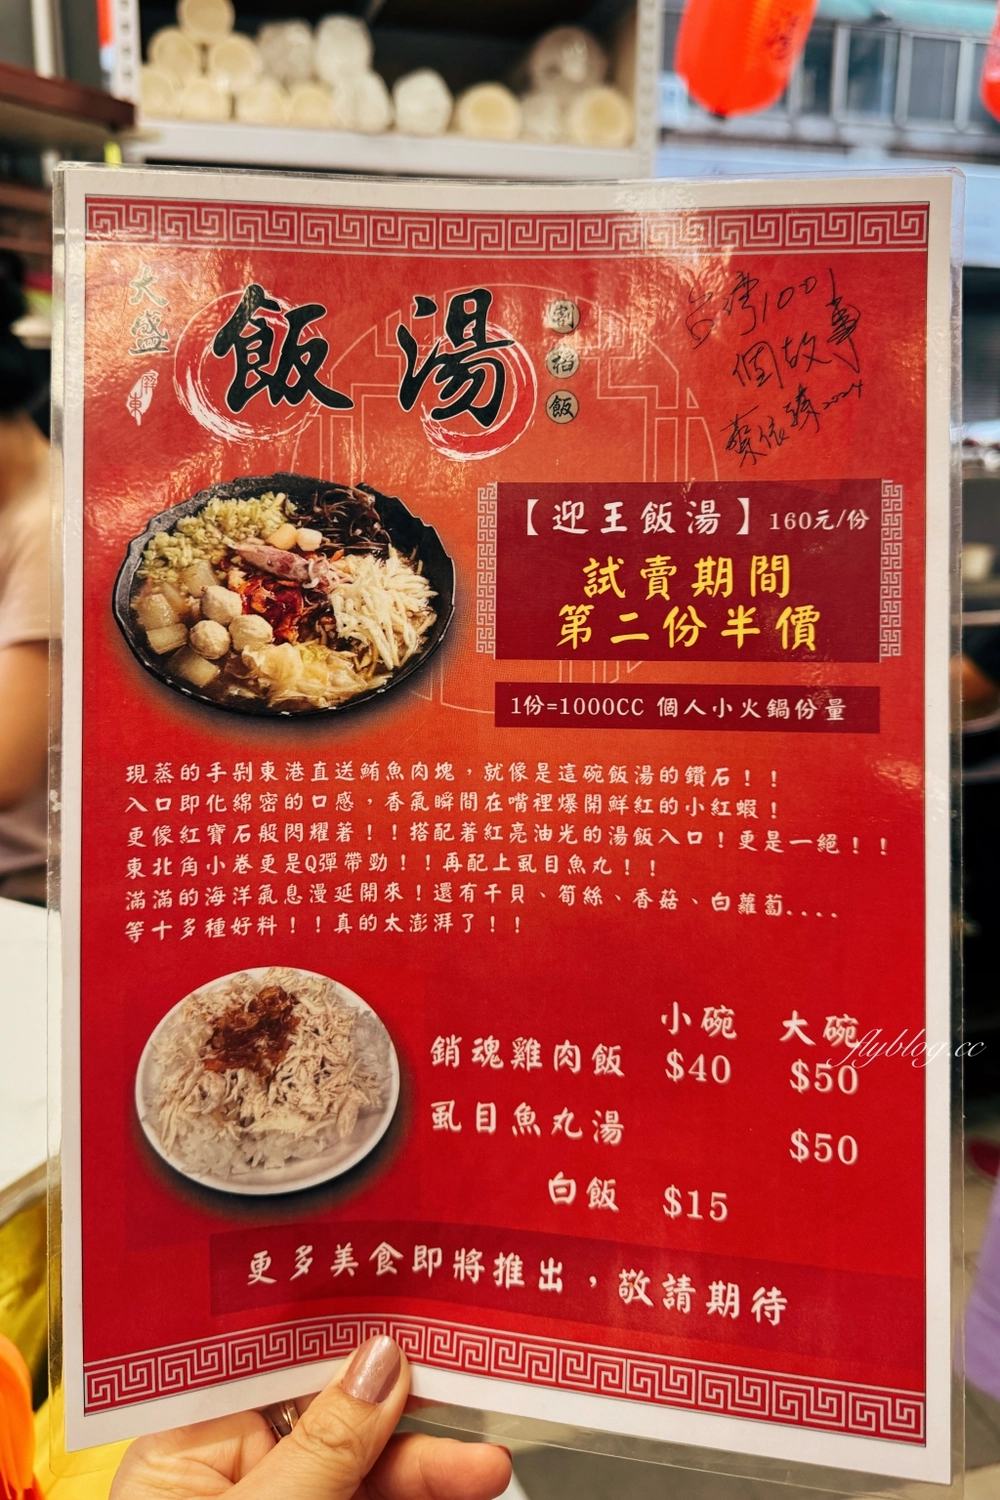 大盛
屏東
飯湯
割稻飯
台灣1001
個故事
2024
【迎王飯湯】160元/份
試賣期間
第二份半價
1份=1000CC 個人小火鍋份量
現蒸的手剝東港直送鮪魚肉塊，就像是這碗飯湯的鑽石！！
入口即化綿密的口感，香氣瞬間在嘴裡爆開鮮紅的小紅蝦！
更像紅寶石般閃耀著！！搭配著紅亮油光的湯飯入口！更是一絕！！
東北角小卷更是Q彈帶勁！！再配上虱目魚丸！！
滿滿的海洋氣息漫延開來！還有干貝、筍絲、香菇、白蘿蔔....
等十多種好料！！真的太澎湃了！！
小碗 大碗
銷魂雞肉飯 $40 $50
虱目魚丸湯 $50
白飯 $15
更多美食即將推出，敬請期待
flyblog.cc